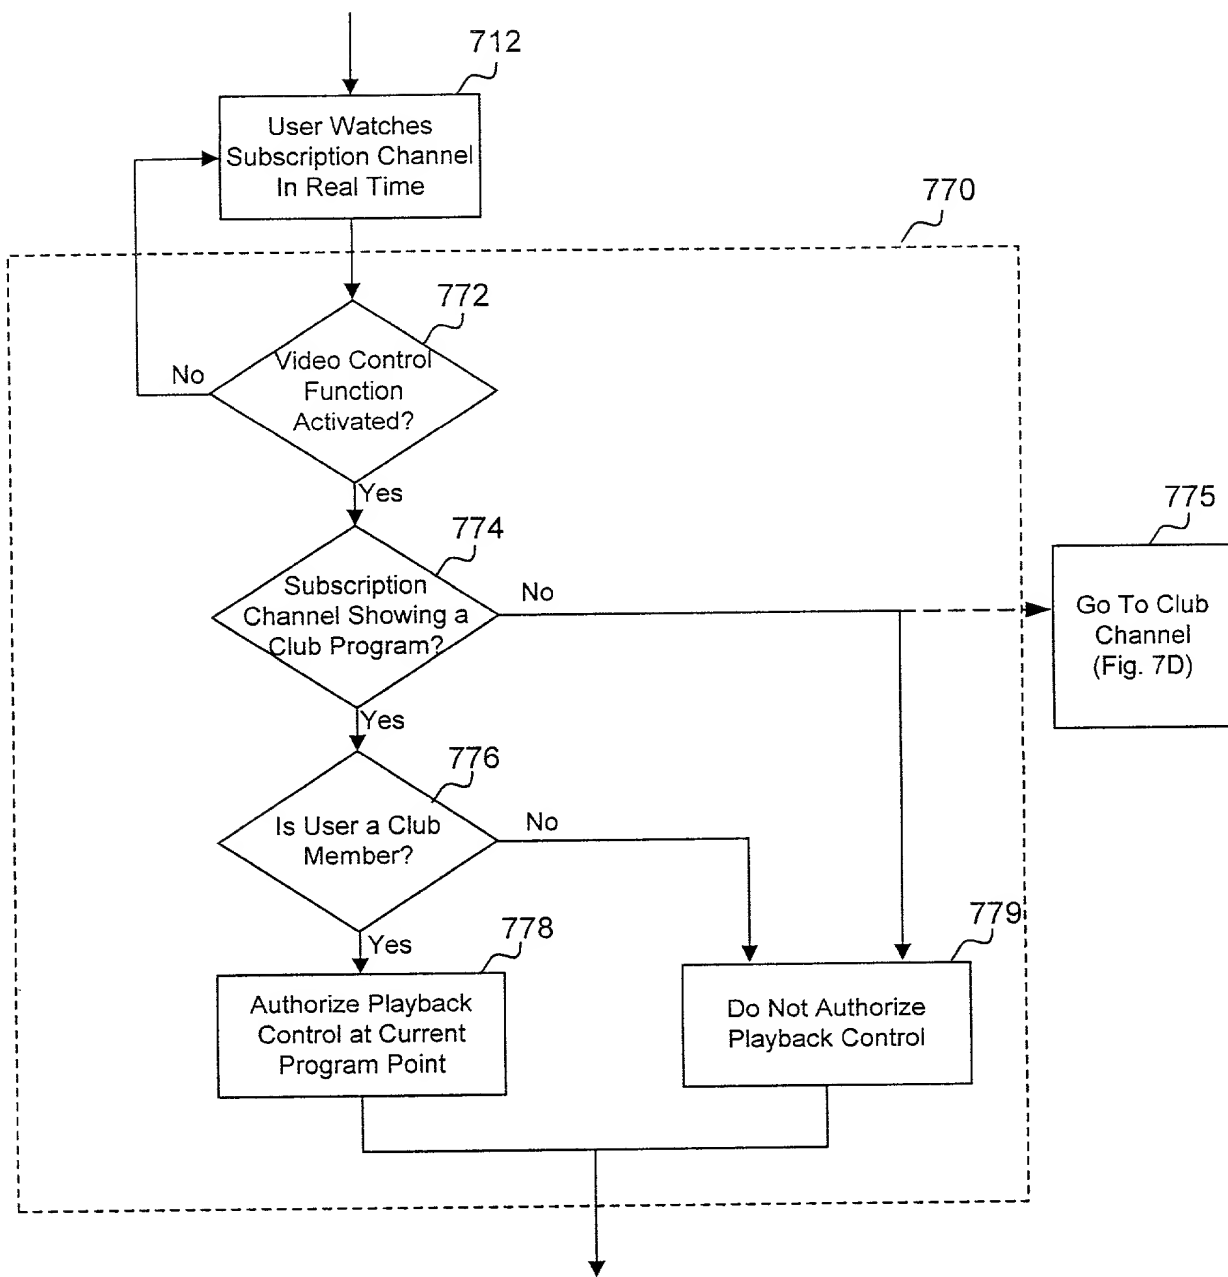 712
User Watches
Subscription Channel
In Real Time
770
772
Video Control
Function
Activated?
No
Yes
774
Subscription
Channel Showing a
Club Program?
No
775
Go To Club
Channel
(Fig. 7D)
Yes
776
Is User a Club
Member?
No
Yes
778
Authorize Playback
Control at Current
Program Point
779
Do Not Authorize
Playback Control